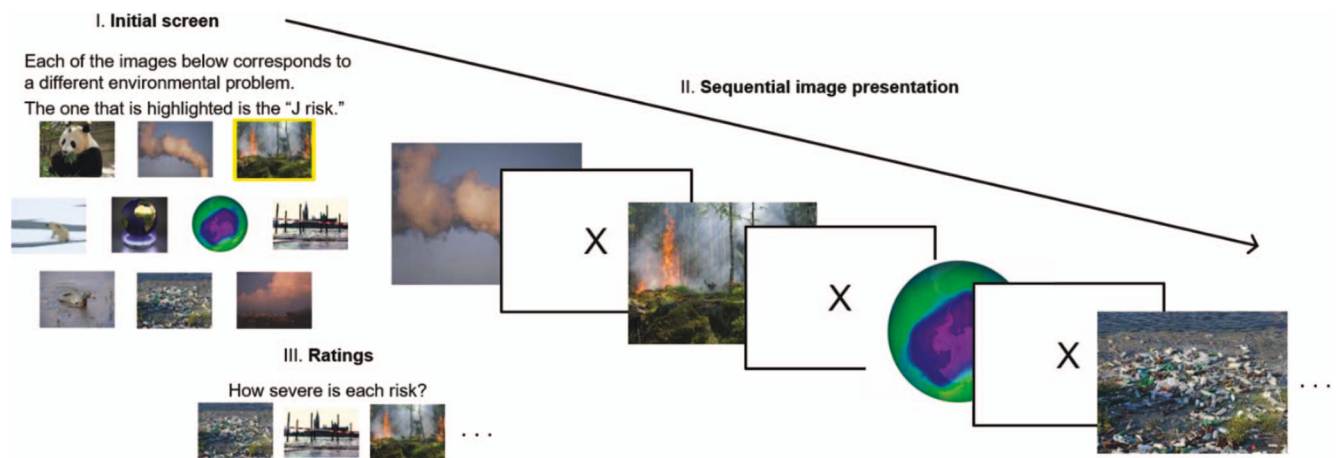 I. Initial screen
Each of the images below corresponds to
a different environmental problem.
The one that is highlighted is the “J risk.”
II. Sequential image presentation
X
X
X
. . .
III. Ratings
How severe is each risk?
. . .